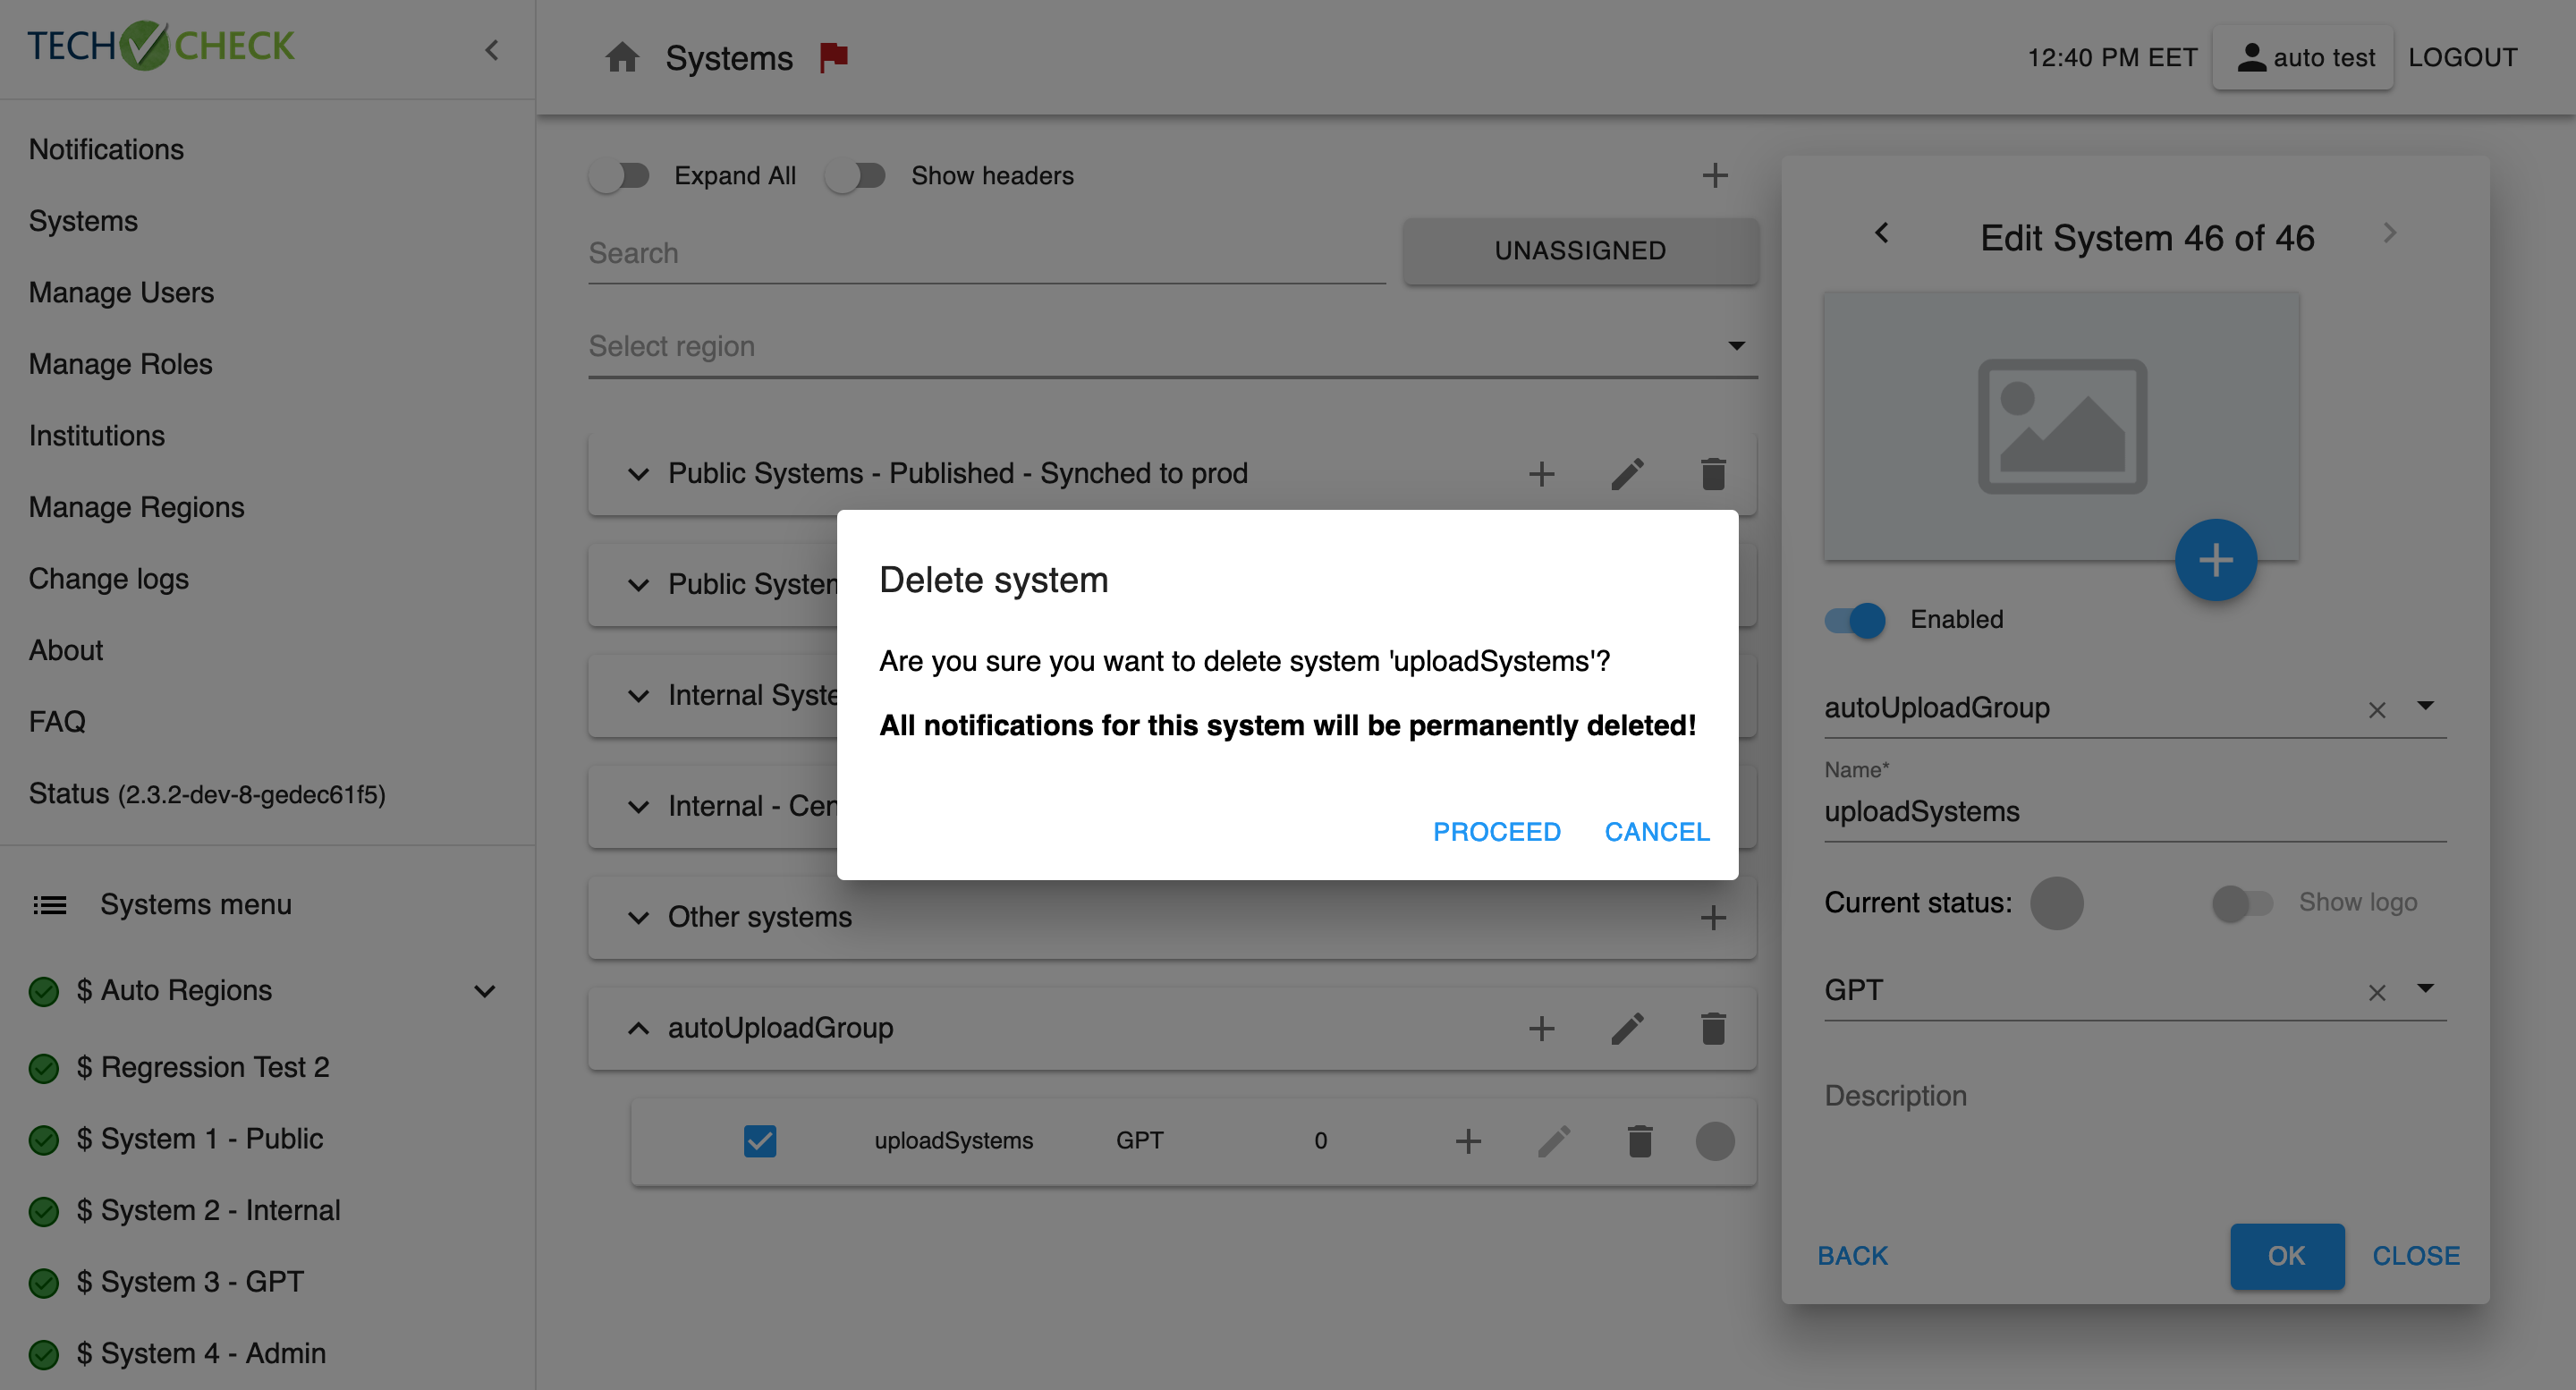 TECH CHECK
Notifications
Systems
Manage Users
Manage Roles
Institutions
Manage Regions
Change logs
About
FAQ
Status (2.3.2-dev-8-gedec61f5)
Systems menu
$ Auto Regions
$ Regression Test 2
$ System 1 - Public
$ System 2 - Internal
$ System 3 - GPT
$ System 4 - Admin
Systems
12:40 PM EET
auto test
LOGOUT
Expand All
Show headers
Search
UNASSIGNED
Select region
Public Systems - Published - Synched to prod
Public System
Internal Syste
Internal - Cen
Other systems
autoUploadGroup
uploadSystems GPT 0
Delete system
Are you sure you want to delete system 'uploadSystems'?
All notifications for this system will be permanently deleted!
PROCEED CANCEL
Edit System 46 of 46
Enabled
autoUploadGroup
Name*
uploadSystems
Current status:
Show logo
GPT
Description
BACK OK CLOSE